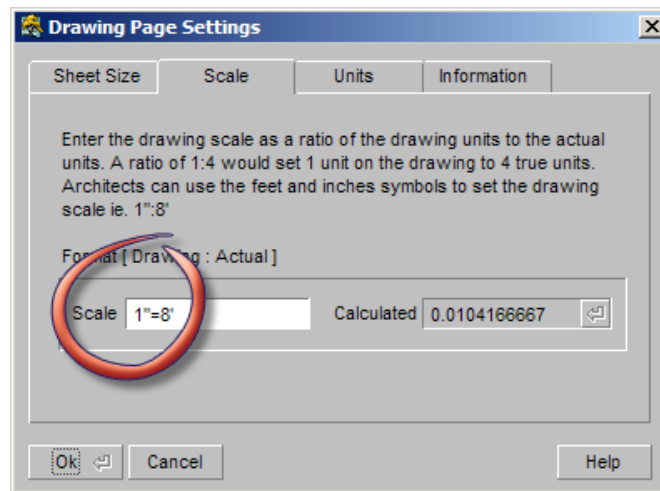 Drawing Page Settings
Sheet Size Scale Units Information
Enter the drawing scale as a ratio of the drawing units to the actual
units. A ratio of 1:4 would set 1 unit on the drawing to 4 true units.
Architects can use the feet and inches symbols to set the drawing
scale ie. 1":8'
Format [ Drawing : Actual ]
Scale 1"=8' Calculated 0.0104166667
Ok Cancel Help